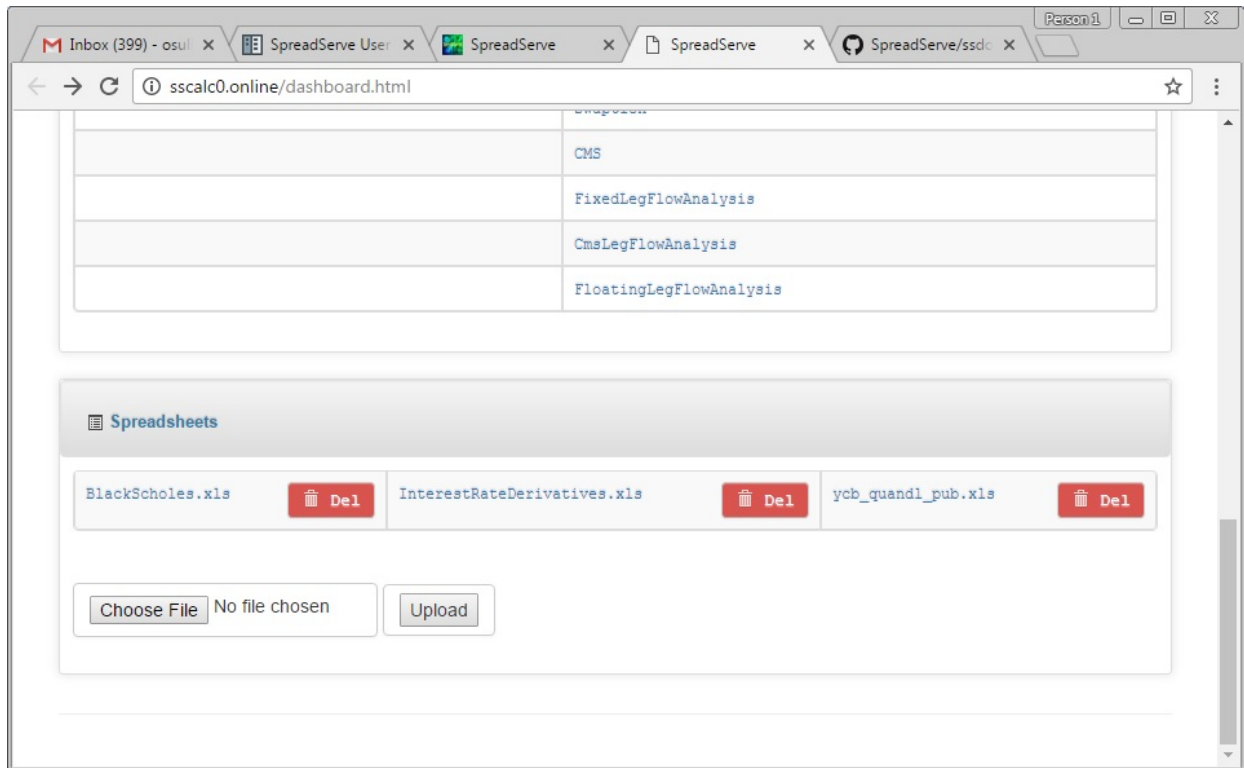 Person 1
Inbox (399) - osul
SpreadServe User
SpreadServe
SpreadServe
SpreadServe/ssdc
sscalc0.online/dashboard.html
CMS
FixedLegFlowAnalysis
CmsLegFlowAnalysis
FloatingLegFlowAnalysis
Spreadsheets
BlackScholes.xls Del InterestRateDerivatives.xls Del ycb_quandl_pub.xls Del
Choose File No file chosen Upload